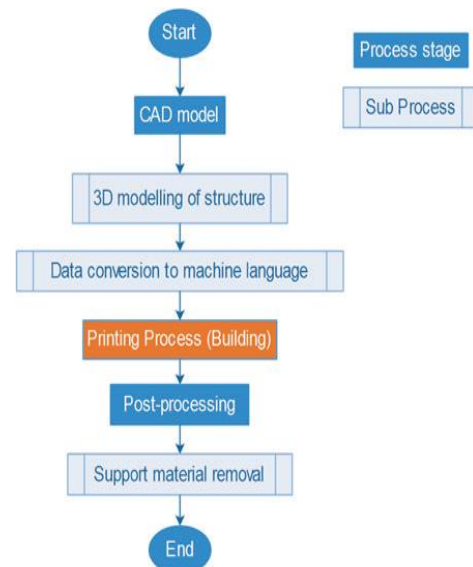 Start
Process stage
Sub Process
CAD model
3D modelling of structure
Data conversion to machine language
Printing Process (Building)
Post-processing
Support material removal
End